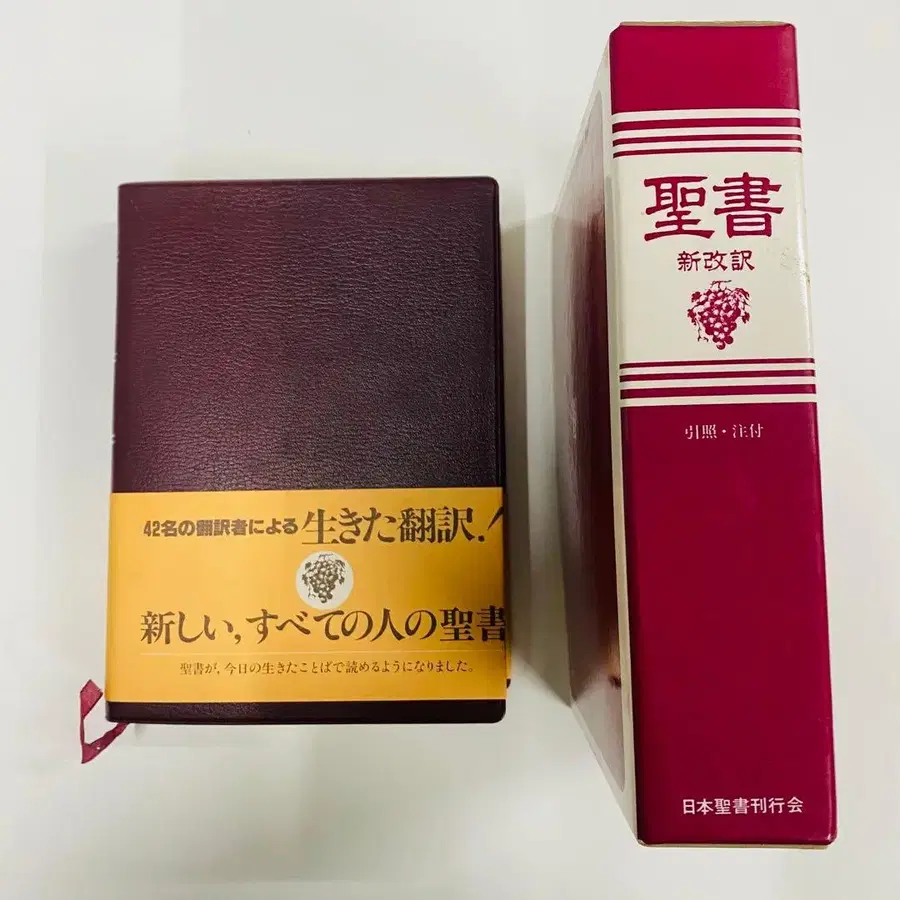 42名の翻訳者による生きた翻訳!
新しい,すべての人の聖書
聖書が,今日の生きたことばで読めるようになりました。
聖書
新改訳
引照・注付
日本聖書刊行会